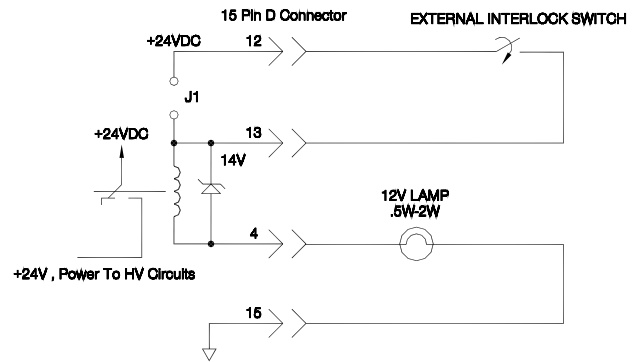 15 Pin D Connector
EXTERNAL INTERLOCK SWITCH
+24VDC
12
J1
+24VDC
13
14V
12V LAMP
.5W-2W
4
+24V , Power To HV Circuits
15